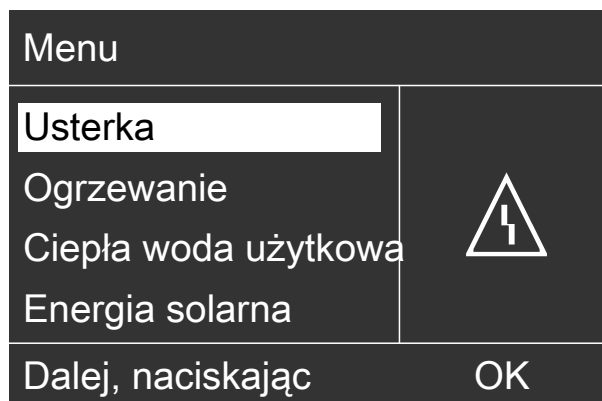 Menu
Usterka
Ogrzewanie
Ciepła woda użytkowa
Energia solarna
Dalej, naciskając OK